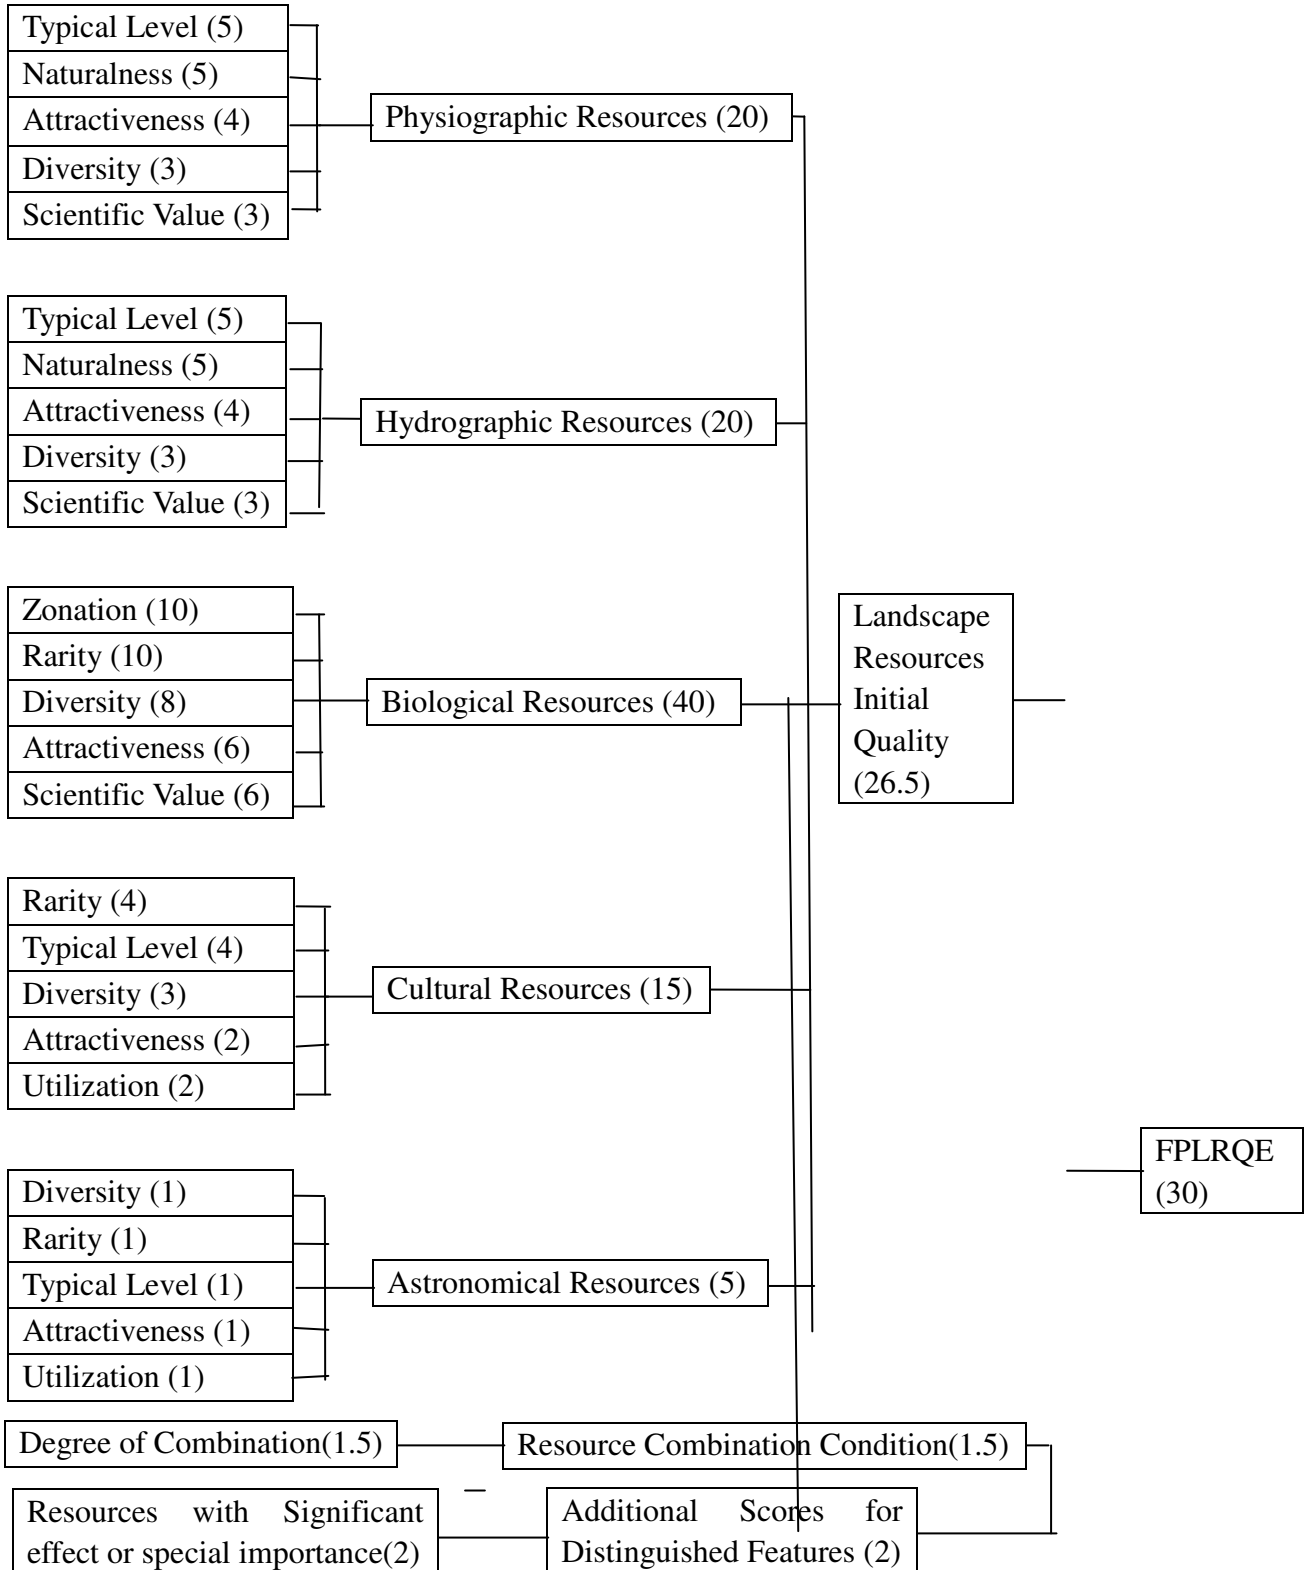 Typical Level (5)
Naturalness (5)
Attractiveness (4)
Diversity (3)
Scientific Value (3)
Physiographic Resources (20)
Typical Level (5)
Naturalness (5)
Attractiveness (4)
Diversity (3)
Scientific Value (3)
Hydrographic Resources (20)
Zonation (10)
Rarity (10)
Diversity (8)
Attractiveness (6)
Scientific Value (6)
Biological Resources (40)
Landscape
Resources
Initial
Quality
(26.5)
Rarity (4)
Typical Level (4)
Diversity (3)
Attractiveness (2)
Utilization (2)
Cultural Resources (15)
FPLRQE
(30)
Diversity (1)
Rarity (1)
Typical Level (1)
Attractiveness (1)
Utilization (1)
Astronomical Resources (5)
Degree of Combination(1.5)
Resource Combination Condition(1.5)
Resources with Significant
effect or special importance(2)
Additional Scores for
Distinguished Features (2)